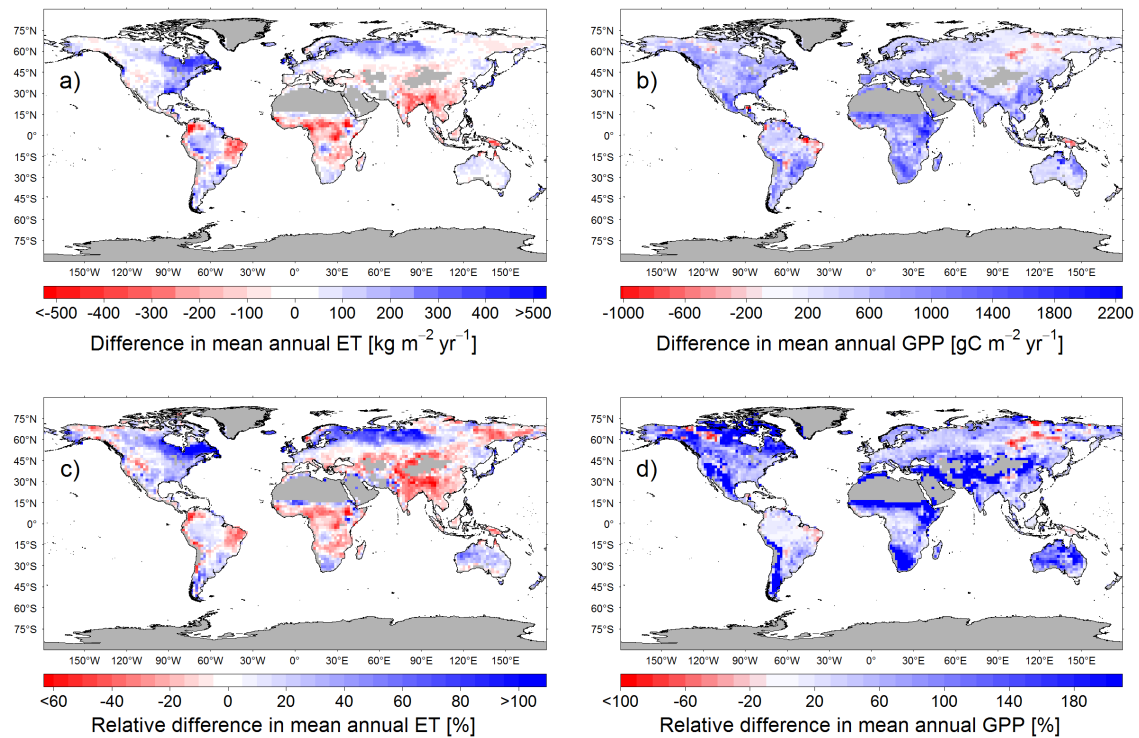 75°N
60°N
45°N
30°N
15°N
0°
15°S
30°S
45°S
60°S
75°S
a)
150°W 120°W 90°W 60°W 30°W 0° 30°E 60°E 90°E 120°E 150°E
<-500 -300 -200 -100 0 100 200 300 400 >500
Difference in mean annual ET [kg m⁻² yr⁻¹]
75°N
60°N
45°N
30°N
15°N
0°
15°S
30°S
45°S
60°S
75°S
b)
150°W 120°W 90°W 60°W 30°W 0° 30°E 60°E 90°E 120°E 150°E
-1000 -600 -200 200 600 1000 1400 1800 2200
Difference in mean annual GPP [gC m⁻² yr⁻¹]
75°N
60°N
45°N
30°N
15°N
0°
15°S
30°S
45°S
60°S
75°S
c)
150°W 120°W 90°W 60°W 30°W 0° 30°E 60°E 90°E 120°E 150°E
<60 -40 -20 0 20 40 60 80 >100
Relative difference in mean annual ET [%]
75°N
60°N
45°N
30°N
15°N
0°
15°S
30°S
45°S
60°S
75°S
d)
150°W 120°W 90°W 60°W 30°W 0° 30°E 60°E 90°E 120°E 150°E
<100 -60 -20 20 60 100 140 180
Relative difference in mean annual GPP [%]